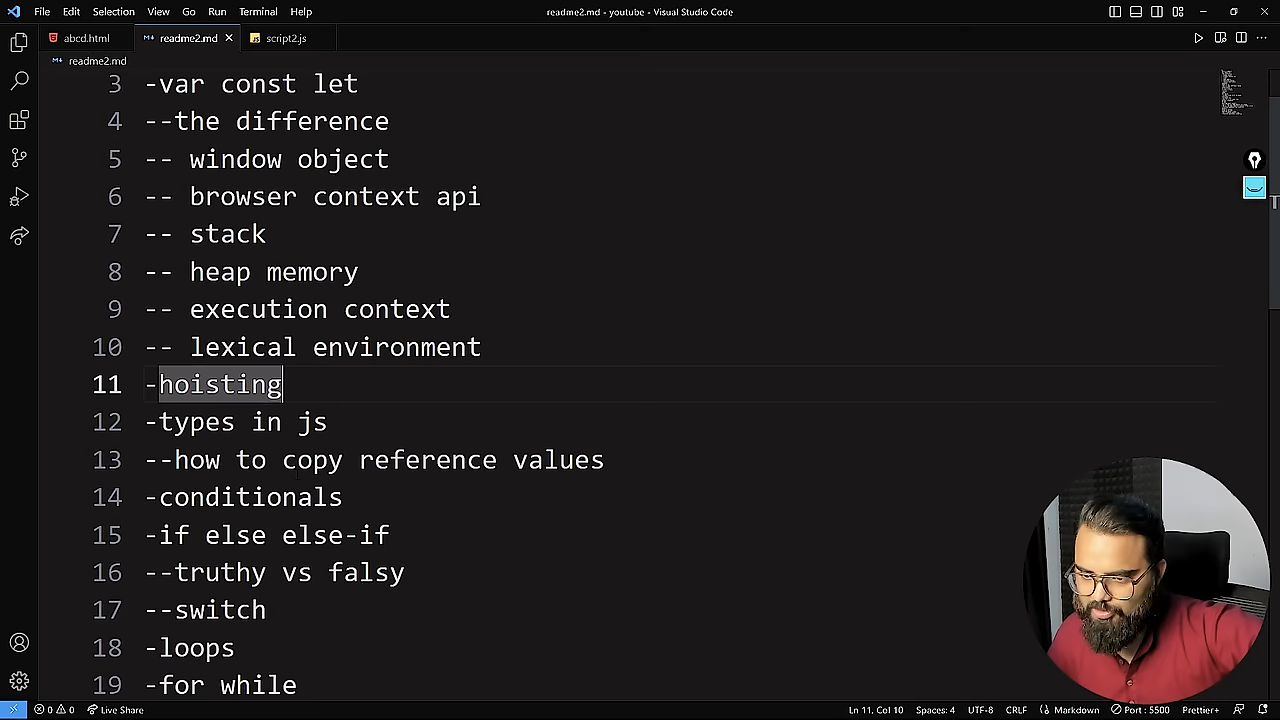 File Edit Selection View Go Run Terminal Help
readme2.md - youtube - Visual Studio Code
abcd.html
readme2.md
script2.js
readme2.md
3 -var const let
4 --the difference
5 -- window object
6 -- browser context api
7 -- stack
8 -- heap memory
9 -- execution context
10 -- lexical environment
11 -hoisting
12 -types in js
13 --how to copy reference values
14 -conditionals
15 -if else else-if
16 --truthy vs falsy
17 --switch
18 -loops
19 -for while
0 0 Live Share
Ln 11, Col 10 Spaces: 4 UTF-8 CRLF Markdown Port : 5500 Prettier+